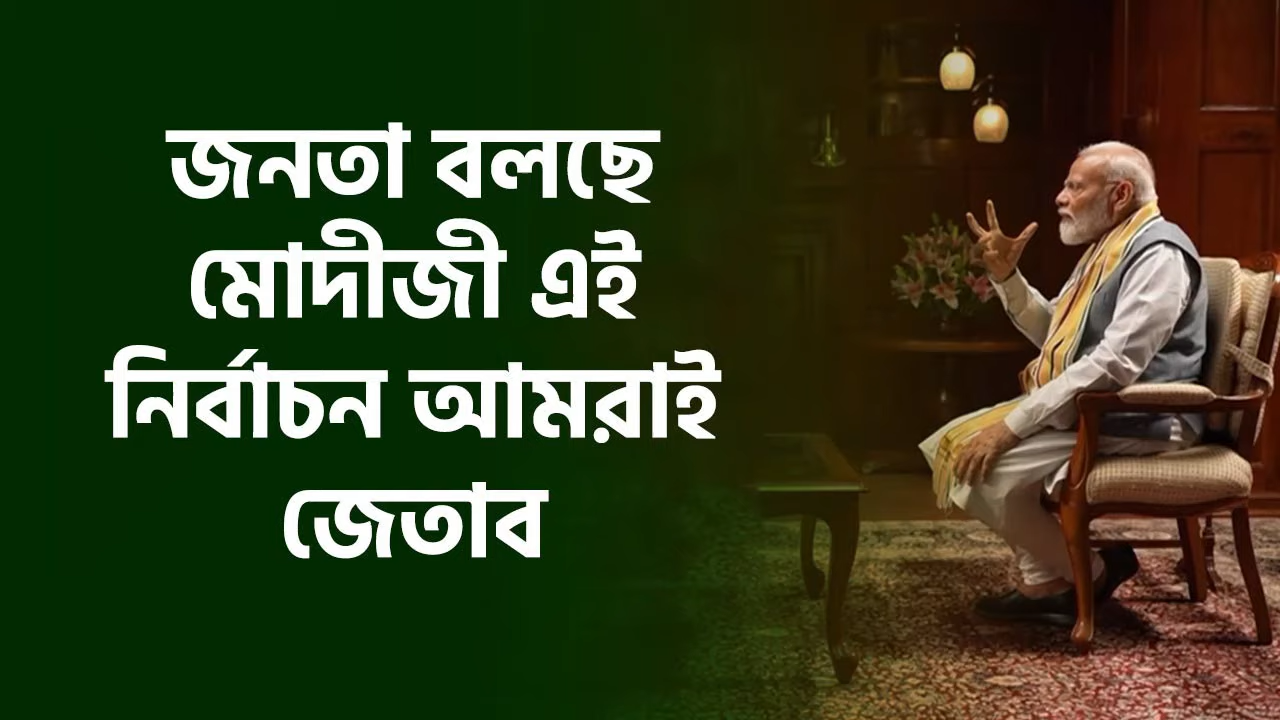 জনতা বলছে
মোদীজী এই
নির্বাচন আমরাই
জেতাব